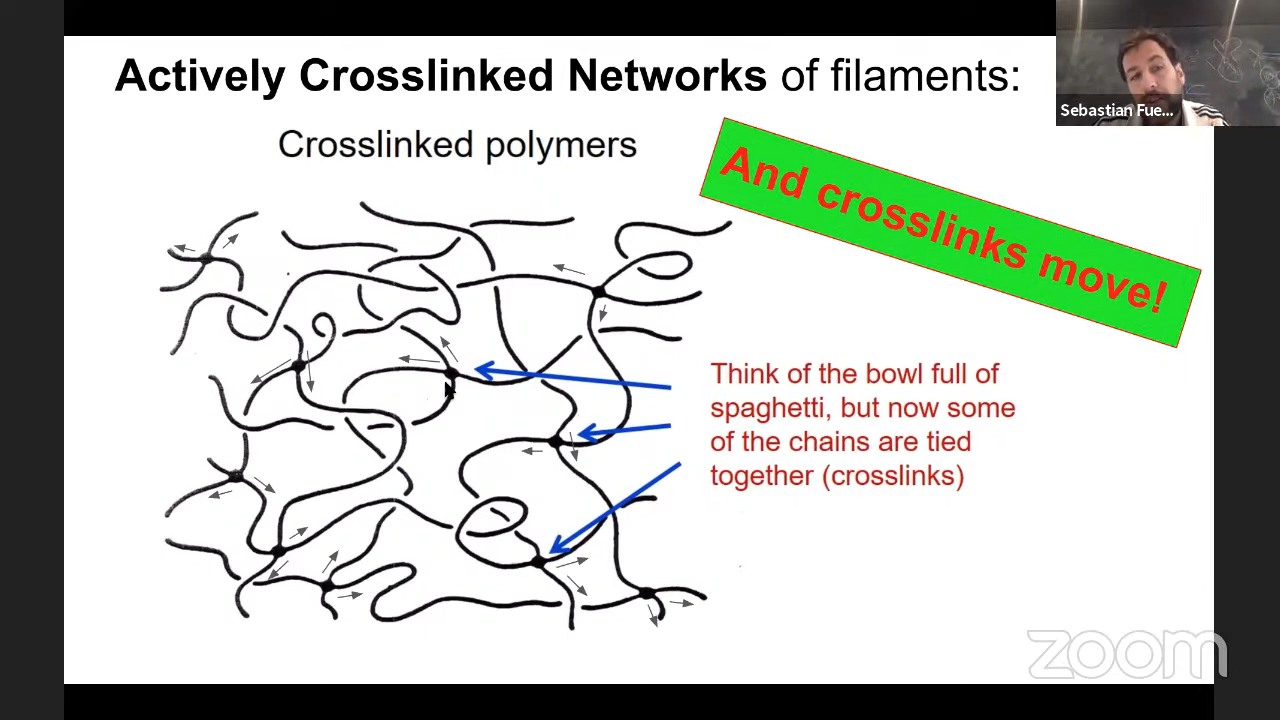 Actively Crosslinked Networks of filaments:
Sebastian Fue...
Crosslinked polymers
And crosslinks move!
Think of the bowl full of
spaghetti, but now some
of the chains are tied
together (crosslinks)
zoom